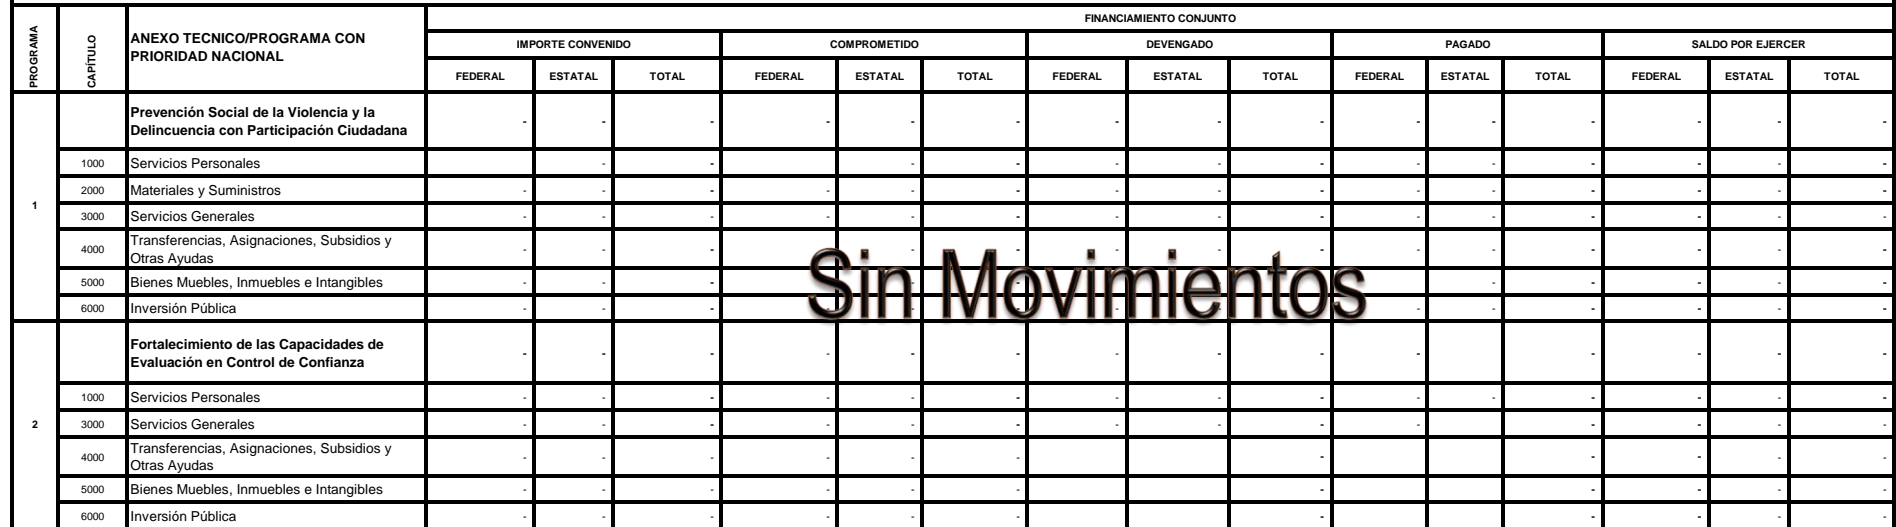 FINANCIAMIENTO CONJUNTO
PROGRAMA CAPÍTULO ANEXO TECNICO/PROGRAMA CON
PRIORIDAD NACIONAL
IMPORTE CONVENIDO COMPROMETIDO DEVENGADO PAGADO SALDO POR EJERCER
FEDERAL ESTATAL TOTAL FEDERAL ESTATAL TOTAL FEDERAL ESTATAL TOTAL FEDERAL ESTATAL TOTAL FEDERAL ESTATAL TOTAL
1
Prevención Social de la Violencia y la
Delincuencia con Participación Ciudadana - - - - - - - - - - - - - - -
1000 Servicios Personales - - - - - - - - - - - - - -
2000 Materiales y Suministros - - - - - - - - - - - - - - -
3000 Servicios Generales - - - - - - - - - - - - - - -
4000 Transferencias, Asignaciones, Subsidios y
Otras Ayudas - - - - - - - - - - - - - - -
5000 Bienes Muebles, Inmuebles e Intangibles - - - - - - - - - - - - - - -
6000 Inversión Pública - - - - - - - - - - - - - - -
Sin Movimientos
2
Fortalecimiento de las Capacidades de
Evaluación en Control de Confianza - - - - - - - - - - - - - - -
1000 Servicios Personales - - - - - - - - - - - - - - -
3000 Servicios Generales - - - - - - - - - - - - -
4000 Transferencias, Asignaciones, Subsidios y
Otras Ayudas - - - - - - - - - - - - -
5000 Bienes Muebles, Inmuebles e Intangibles - - - - - - - - - - -
6000 Inversión Pública - - - - - - - - - - -